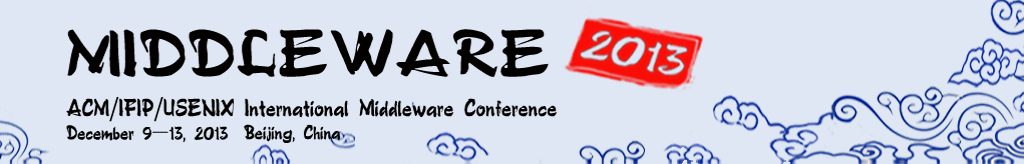 MIDDLEWARE 2013
ACM/IFIP/USENIX International Middleware Conference
December 9—13, 2013 Beijing, China